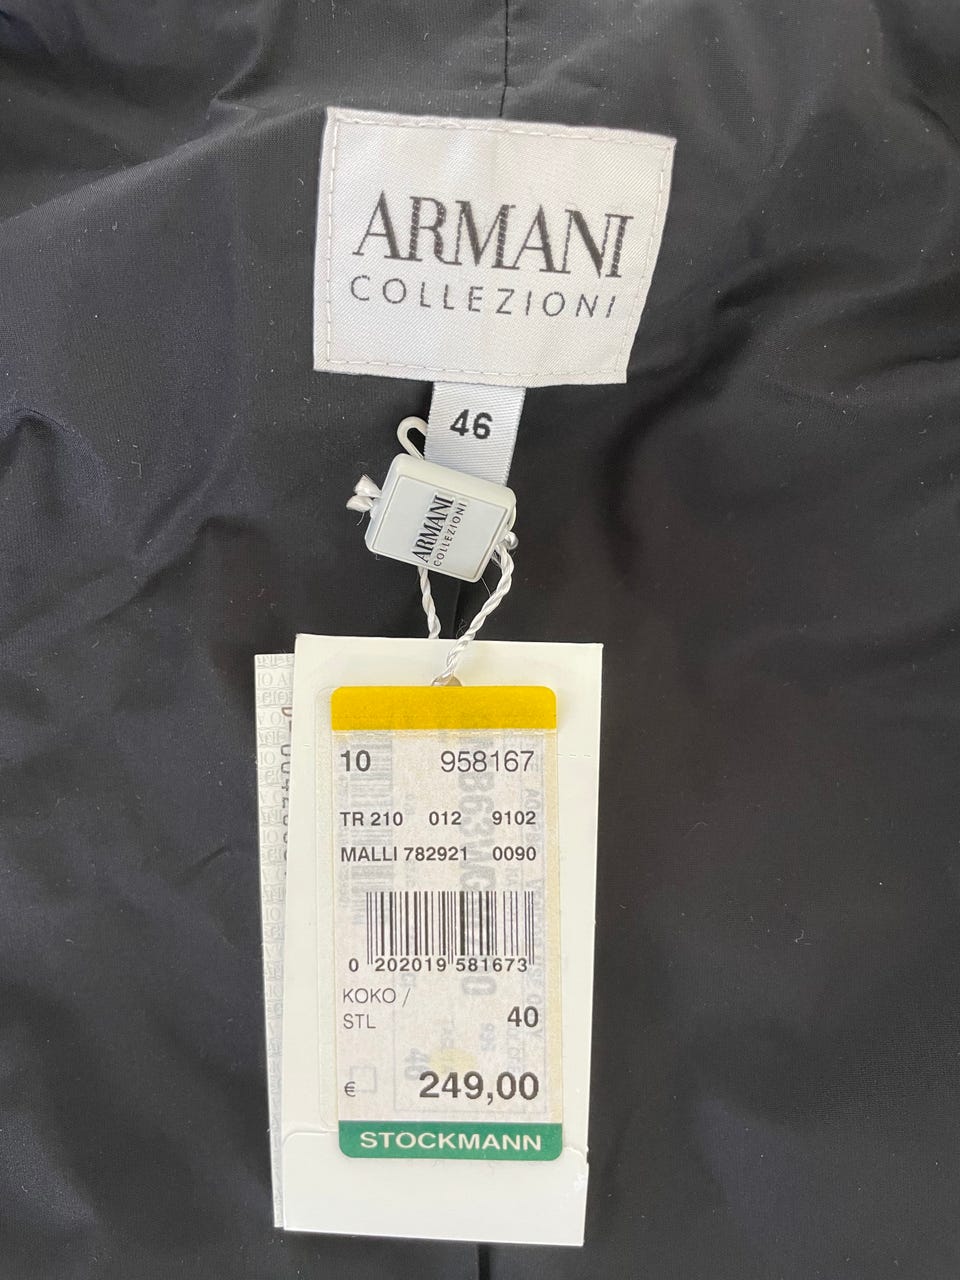 ARMANI
COLLEZIONI
46
ARMANI
COLLEZIONI
10 958167
TR 210 012 9102
MALLI 782921 0090
0 202019 581673
KOKO /
STL
40
€ 249,00
STOCKMANN